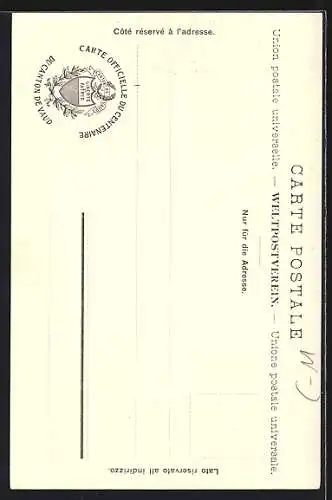 CARTE POSTALE
Union postale universelle. — WELTPOSTVEREIN. — Unione postale universale.
Côté réservé à l'adresse.
Nur für die Adresse.
Lato riservato all indirizzo.
CARTE OFFICIELLE DU CENTENAIRE
DU CANTON DE VAUD
LIBERTÉ
ET
PATRIE